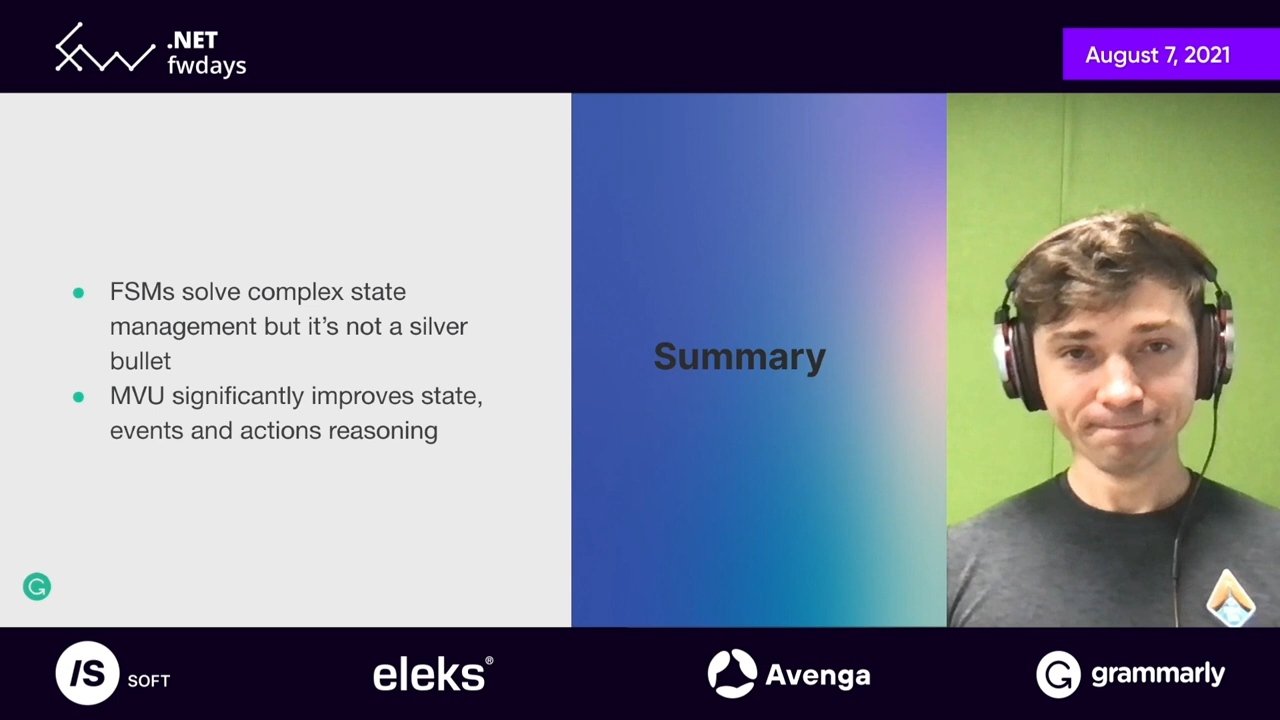 .NET
fwdays
August 7, 2021
FSMs solve complex state
management but it's not a silver
bullet
MVU significantly improves state,
events and actions reasoning
Summary
IS SOFT
eleks®
Avenga
grammarly